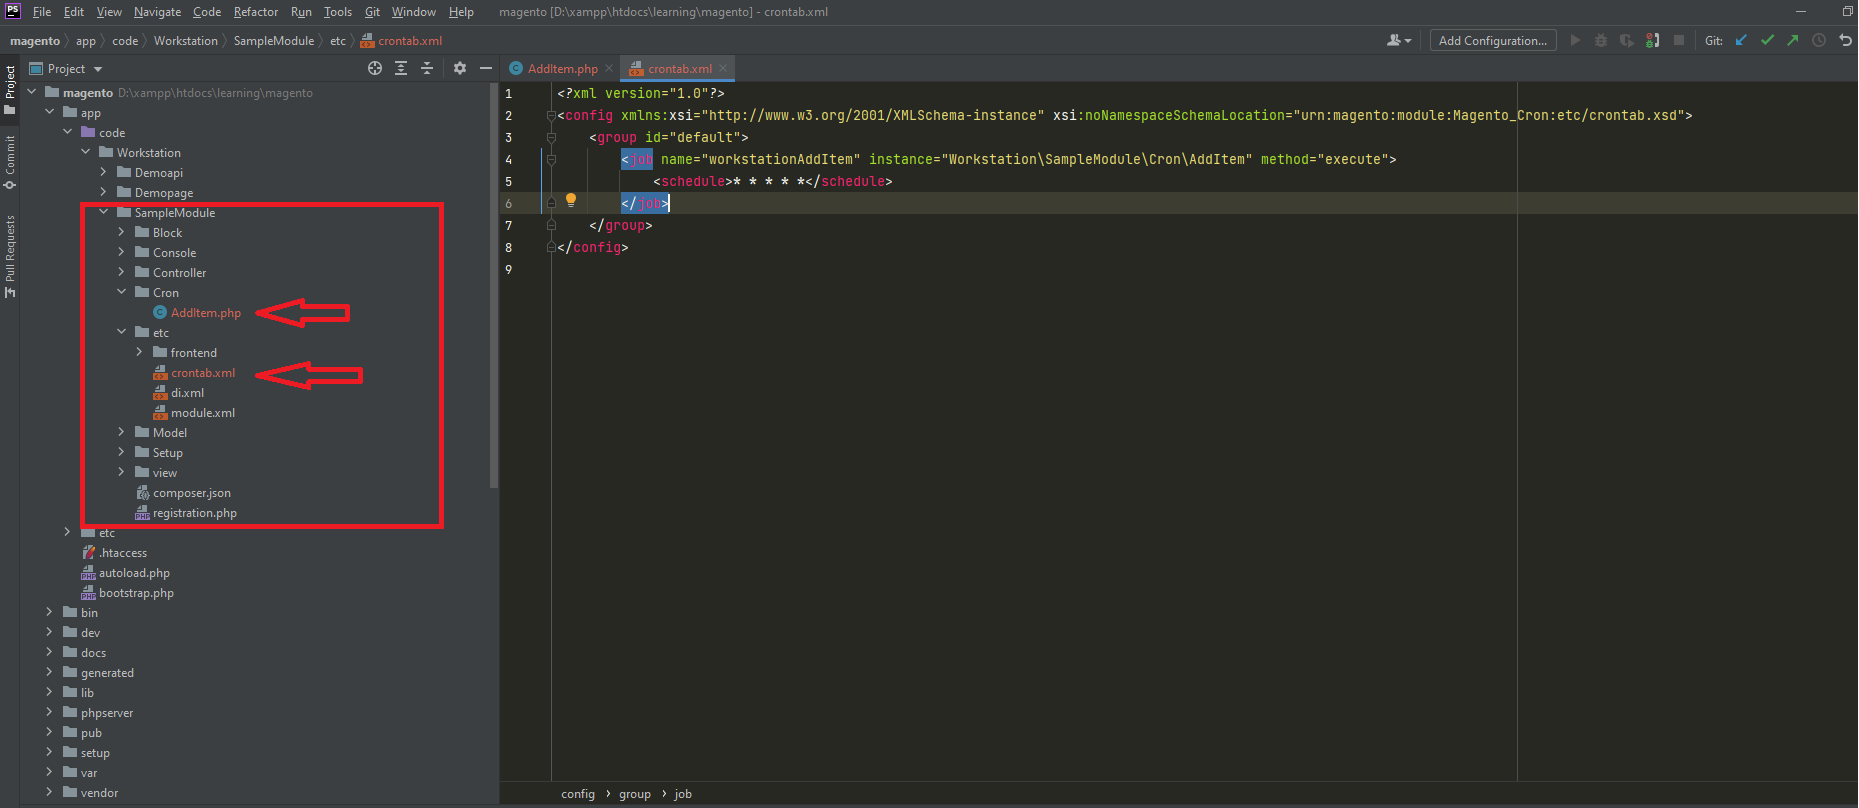 PS File Edit View Navigate Code Refactor Run Tools Git Window Help magento [D:\xampp\htdocs\learning\magento] - crontab.xml
magento app code Workstation SampleModule etc crontab.xml Add Configuration... Git:
Project
Commit
Pull Requests
Project
magento D:\xampp\htdocs\learning\magento
app
code
Workstation
Demoapi
Demopage
SampleModule
Block
Console
Controller
Cron
AddItem.php
etc
frontend
crontab.xml
di.xml
module.xml
Model
Setup
view
composer.json
registration.php
etc
.htaccess
autoload.php
bootstrap.php
bin
dev
docs
generated
lib
phpserver
pub
setup
var
vendor
AddItem.php crontab.xml
1 <?xml version="1.0"?>
2 <config xmlns:xsi="http://www.w3.org/2001/XMLSchema-instance" xsi:noNamespaceSchemaLocation="urn:magento:module:Magento_Cron:etc/crontab.xsd">
3 <group id="default">
4 <job name="workstationAddItem" instance="Workstation\SampleModule\Cron\AddItem" method="execute">
5 <schedule>* * * * *</schedule>
6 </job>
7 </group>
8 </config>
9
config > group > job